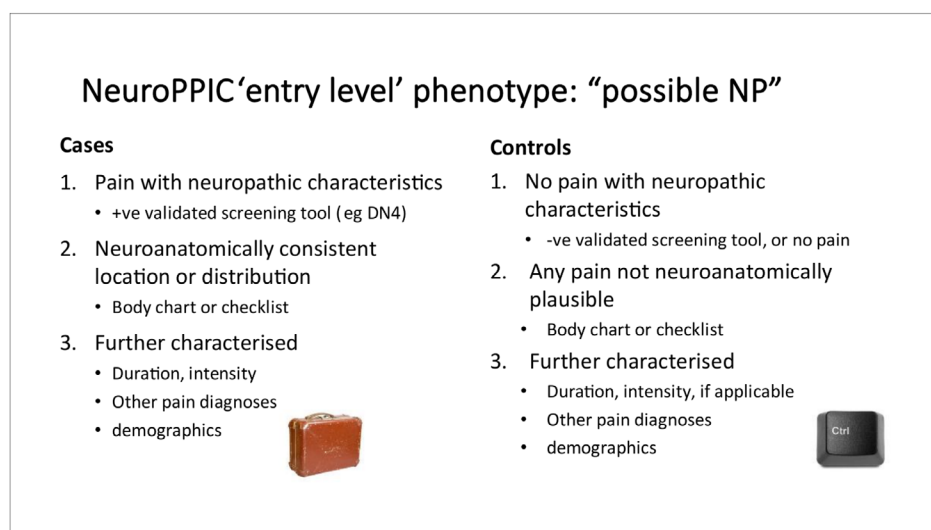 NeuroPPIC ‘entry level’ phenotype: “possible NP”
Cases
1. Pain with neuropathic characteristics
• +ve validated screening tool (eg DN4)
2. Neuroanatomically consistent
location or distribution
• Body chart or checklist
3. Further characterised
• Duration, intensity
• Other pain diagnoses
• demographics
Controls
1. No pain with neuropathic
characteristics
• -ve validated screening tool, or no pain
2. Any pain not neuroanatomically
plausible
• Body chart or checklist
3. Further characterised
• Duration, intensity, if applicable
• Other pain diagnoses
• demographics
Ctrl